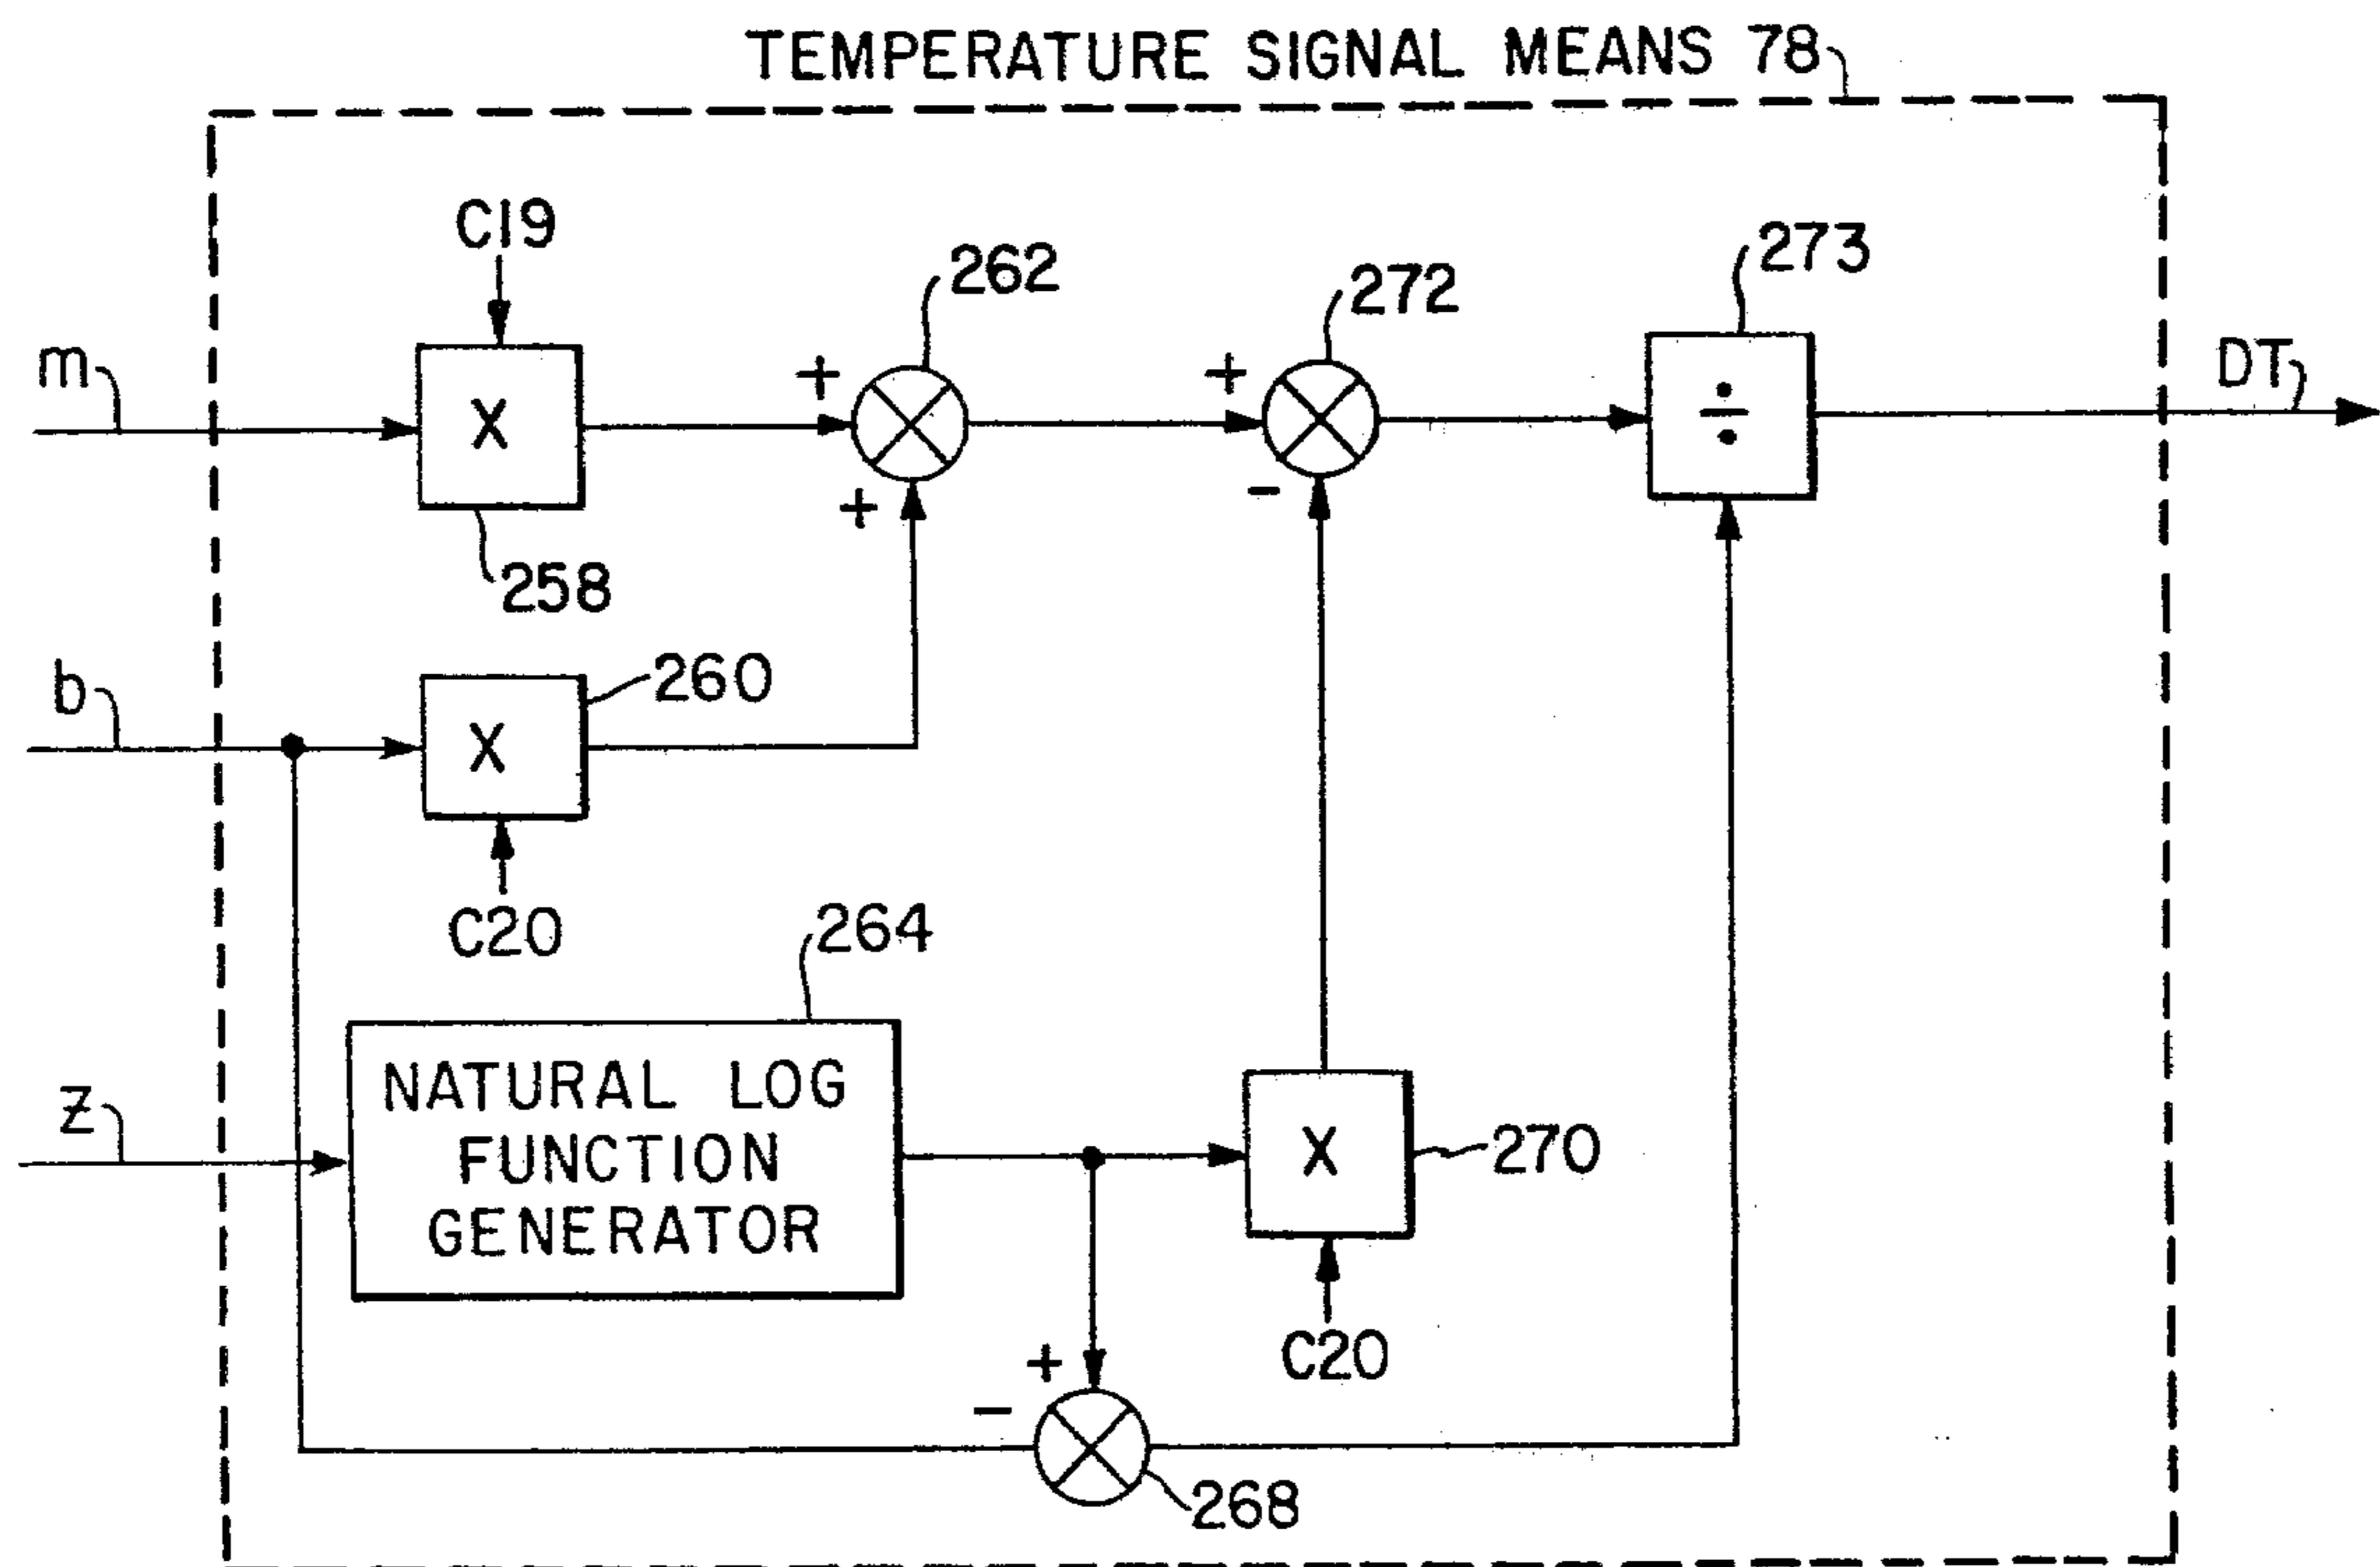 TEMPERATURE SIGNAL MEANS 78
C19
262
272
273
m
X
+
+
+
-
÷
DT
258
b
260
X
C20
264
Z
NATURAL LOG
FUNCTION
GENERATOR
X
270
C20
+
-
268